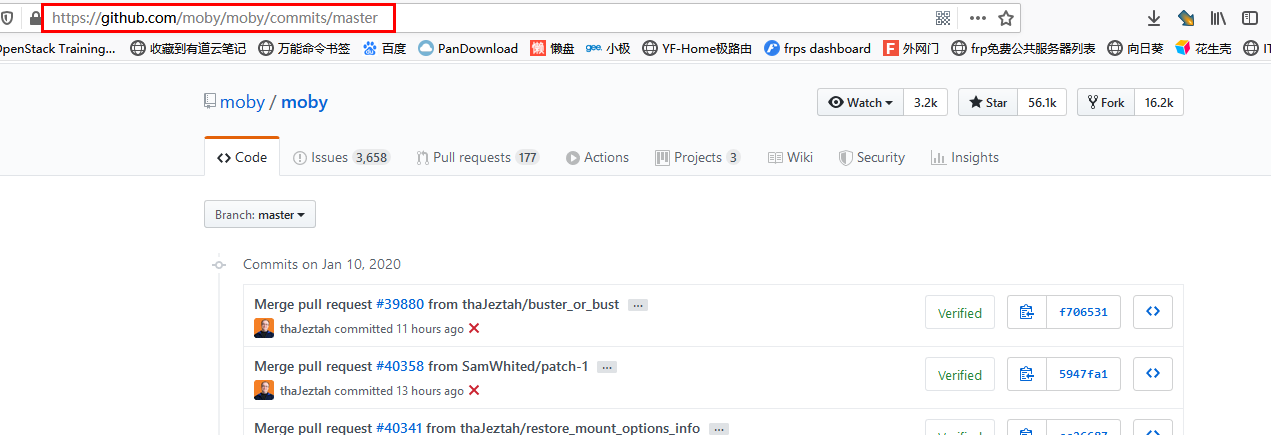 https://github.com/moby/moby/commits/master
OpenStack Training... 收藏到有道云笔记 万能命令书签 百度 PanDownload 懒 懒盘 gee. 小极 YF-Home极路由 frps dashboard F 外网门 frp免费公共服务器列表 向日葵 花生壳
moby / moby
Watch 3.2k Star 56.1k Fork 16.2k
Code Issues 3,658 Pull requests 177 Actions Projects 3 Wiki Security Insights
Branch: master
Commits on Jan 10, 2020
Merge pull request #39880 from thaJeztah/buster_or_bust ...
Verified f706531
thaJeztah committed 11 hours ago
Merge pull request #40358 from SamWhited/patch-1 ...
Verified 5947fa1
thaJeztah committed 13 hours ago
Merge pull request #40341 from thaJeztah/restore_mount_options_info ...